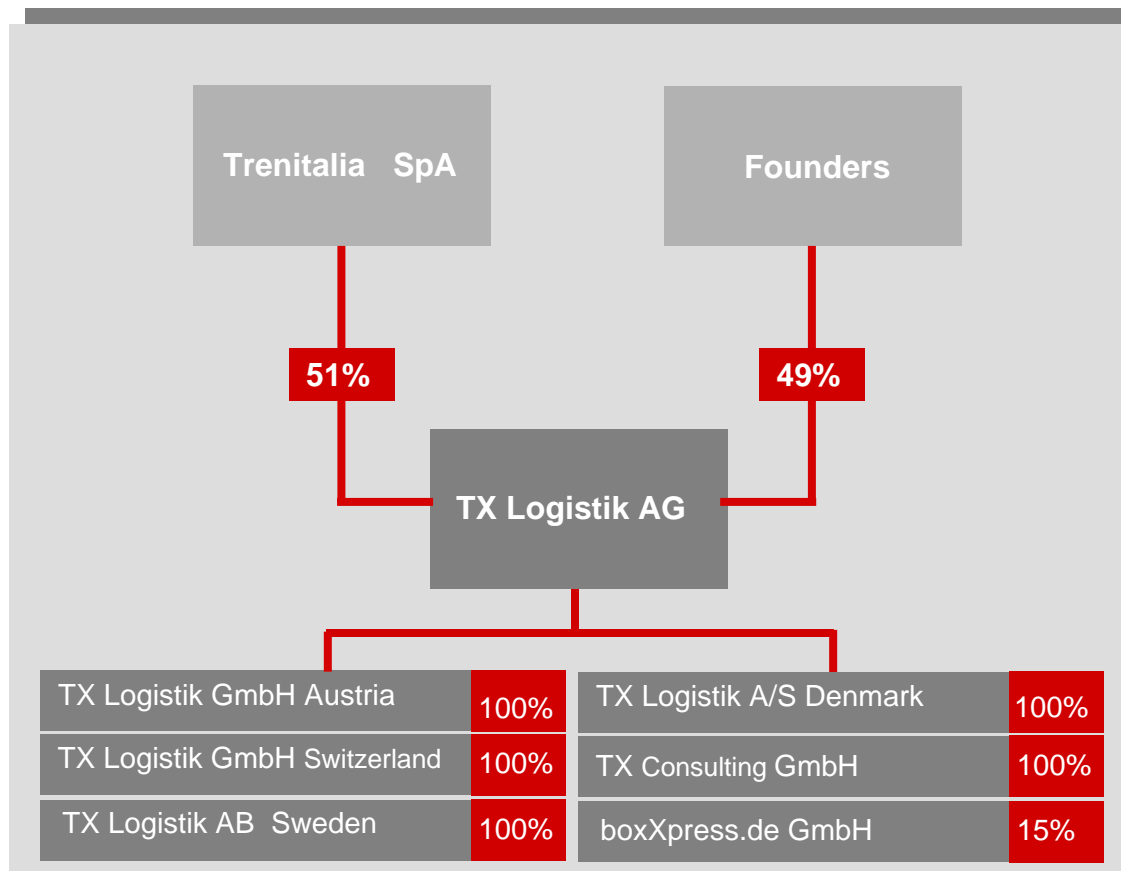 Trenitalia SpA
Founders
51%
49%
TX Logistik AG
TX Logistik GmbH Austria 100%
TX Logistik GmbH Switzerland 100%
TX Logistik AB Sweden 100%
TX Logistik A/S Denmark 100%
TX Consulting GmbH 100%
boxXpress.de GmbH 15%